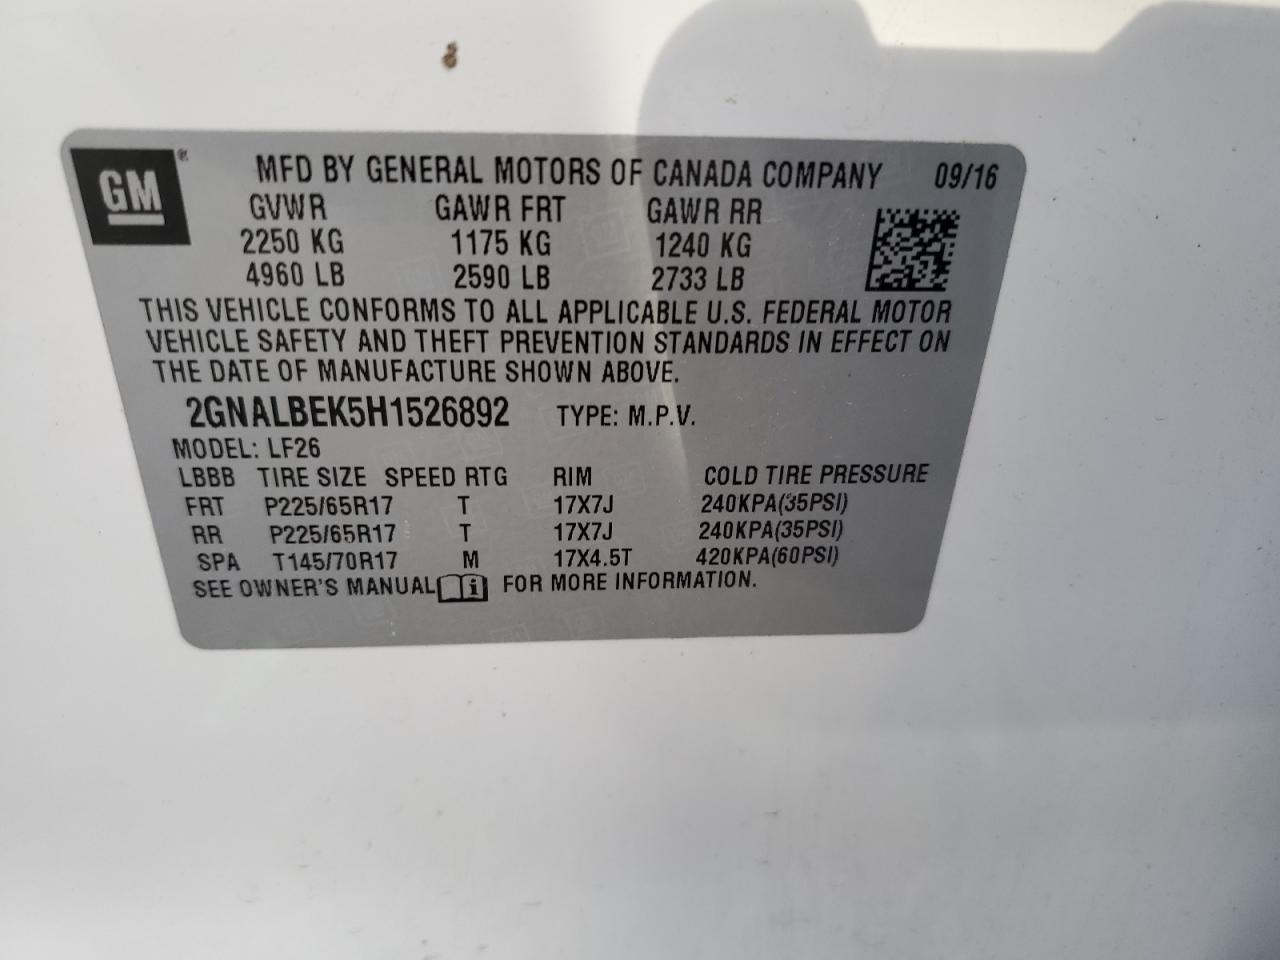 GM® MFD BY GENERAL MOTORS OF CANADA COMPANY 09/16
GVWR GAWR FRT GAWR RR
2250 KG 1175 KG 1240 KG
4960 LB 2590 LB 2733 LB
THIS VEHICLE CONFORMS TO ALL APPLICABLE U.S. FEDERAL MOTOR
VEHICLE SAFETY AND THEFT PREVENTION STANDARDS IN EFFECT ON
THE DATE OF MANUFACTURE SHOWN ABOVE.
2GNALBEK5H1526892 TYPE: M.P.V.
MODEL: LF26
LBBB TIRE SIZE SPEED RTG RIM COLD TIRE PRESSURE
FRT P225/65R17 T 17X7J 240KPA(35PSI)
RR P225/65R17 T 17X7J 240KPA(35PSI)
SPA T145/70R17 M 17X4.5T 420KPA(60PSI)
SEE OWNER'S MANUAL i FOR MORE INFORMATION.